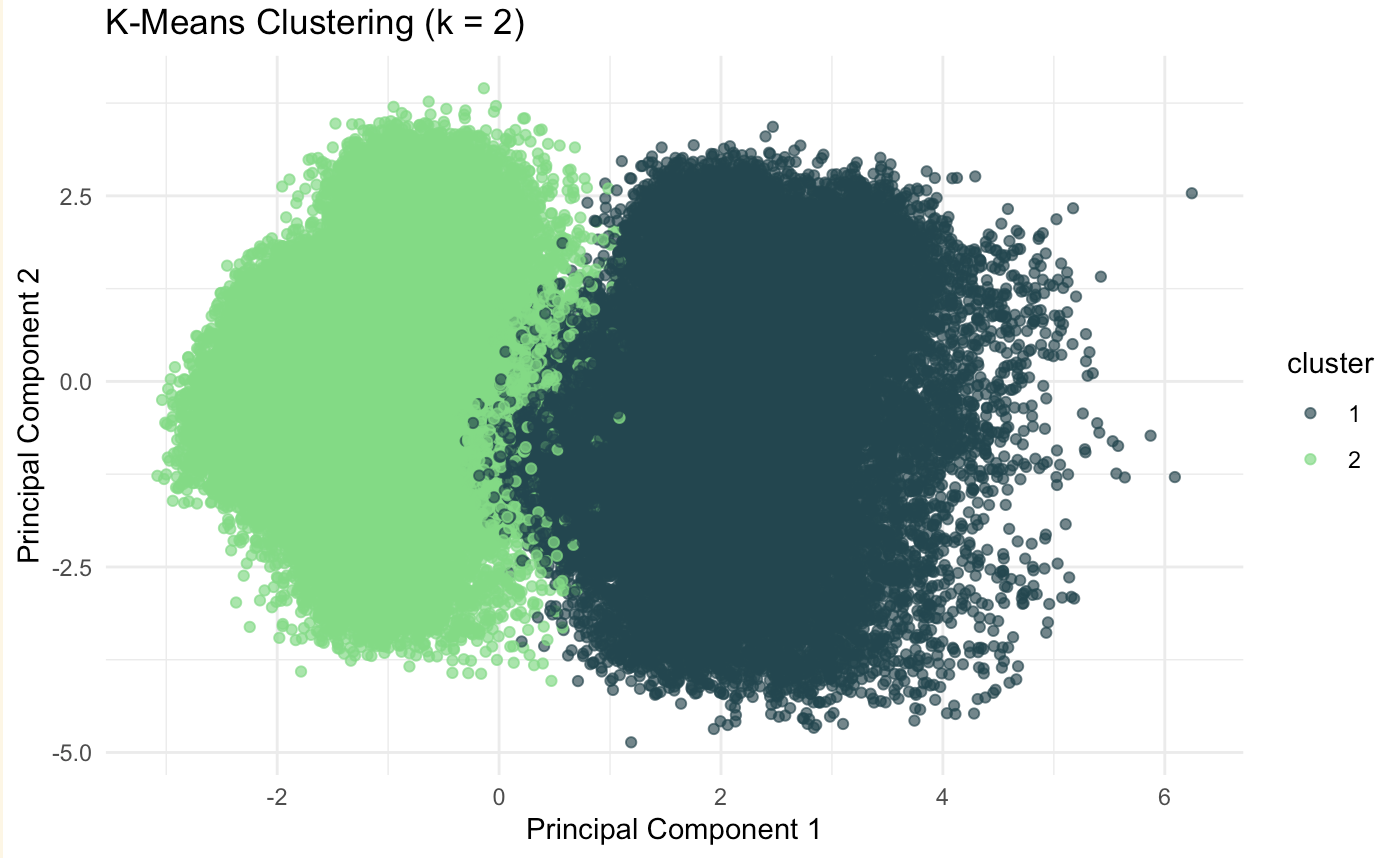 K-Means Clustering (k = 2)
2.5
0.0
-2.5
-5.0
Principal Component 2
-2
0
2
4
6
Principal Component 1
cluster
1
2